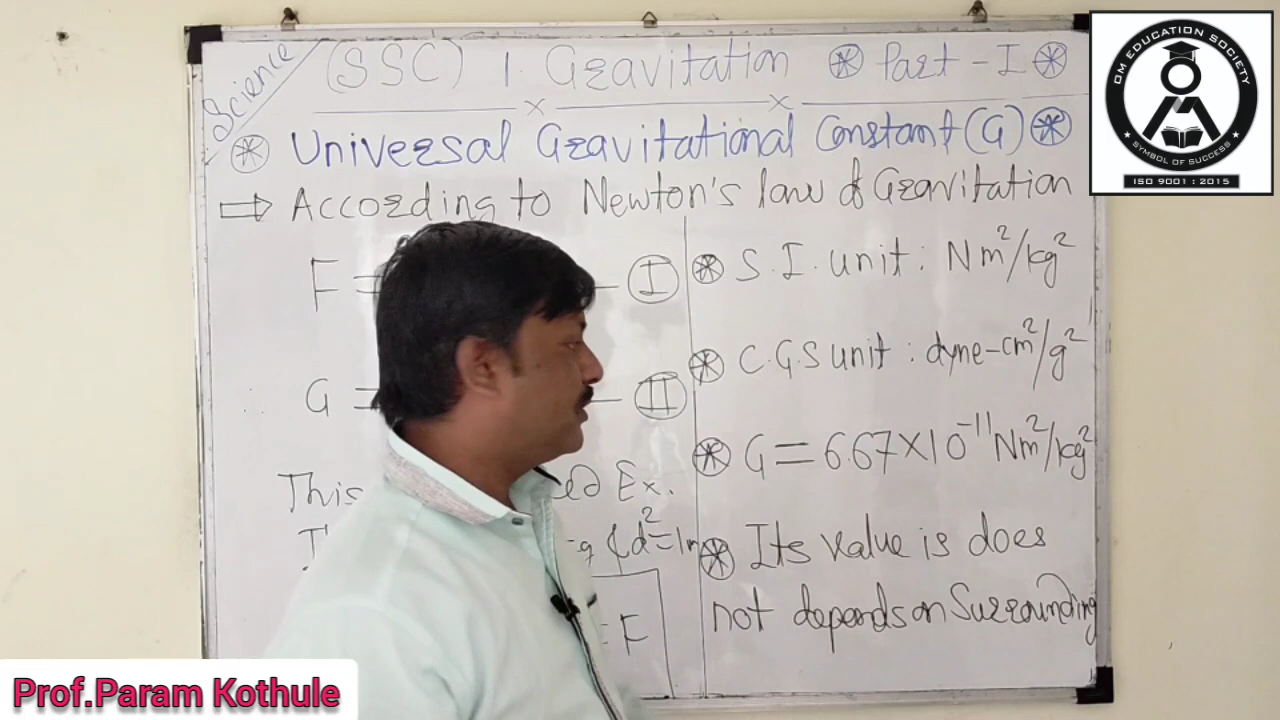 Science
(SSC) 1. Gravitation ⊛ Part - I ⊛
⊛ Universal Gravitational Constant (G) ⊛
⇒ According to Newton's law of Gravitation
F = — Ⓘ
G = — Ⓘ Ⓘ
This Ex.
& d² = 1m
= F
⊛ S.I. unit : Nm²/kg²
⊛ C.G.S unit : dyne-cm²/g²
⊛ G = 6.67×10⁻¹¹ Nm²/kg²
⊛ Its value is does
not depends on Surrounding
OM EDUCATION SOCIETY
SYMBOL OF SUCCESS
ISO 9001 : 2015
Prof.Param Kothule